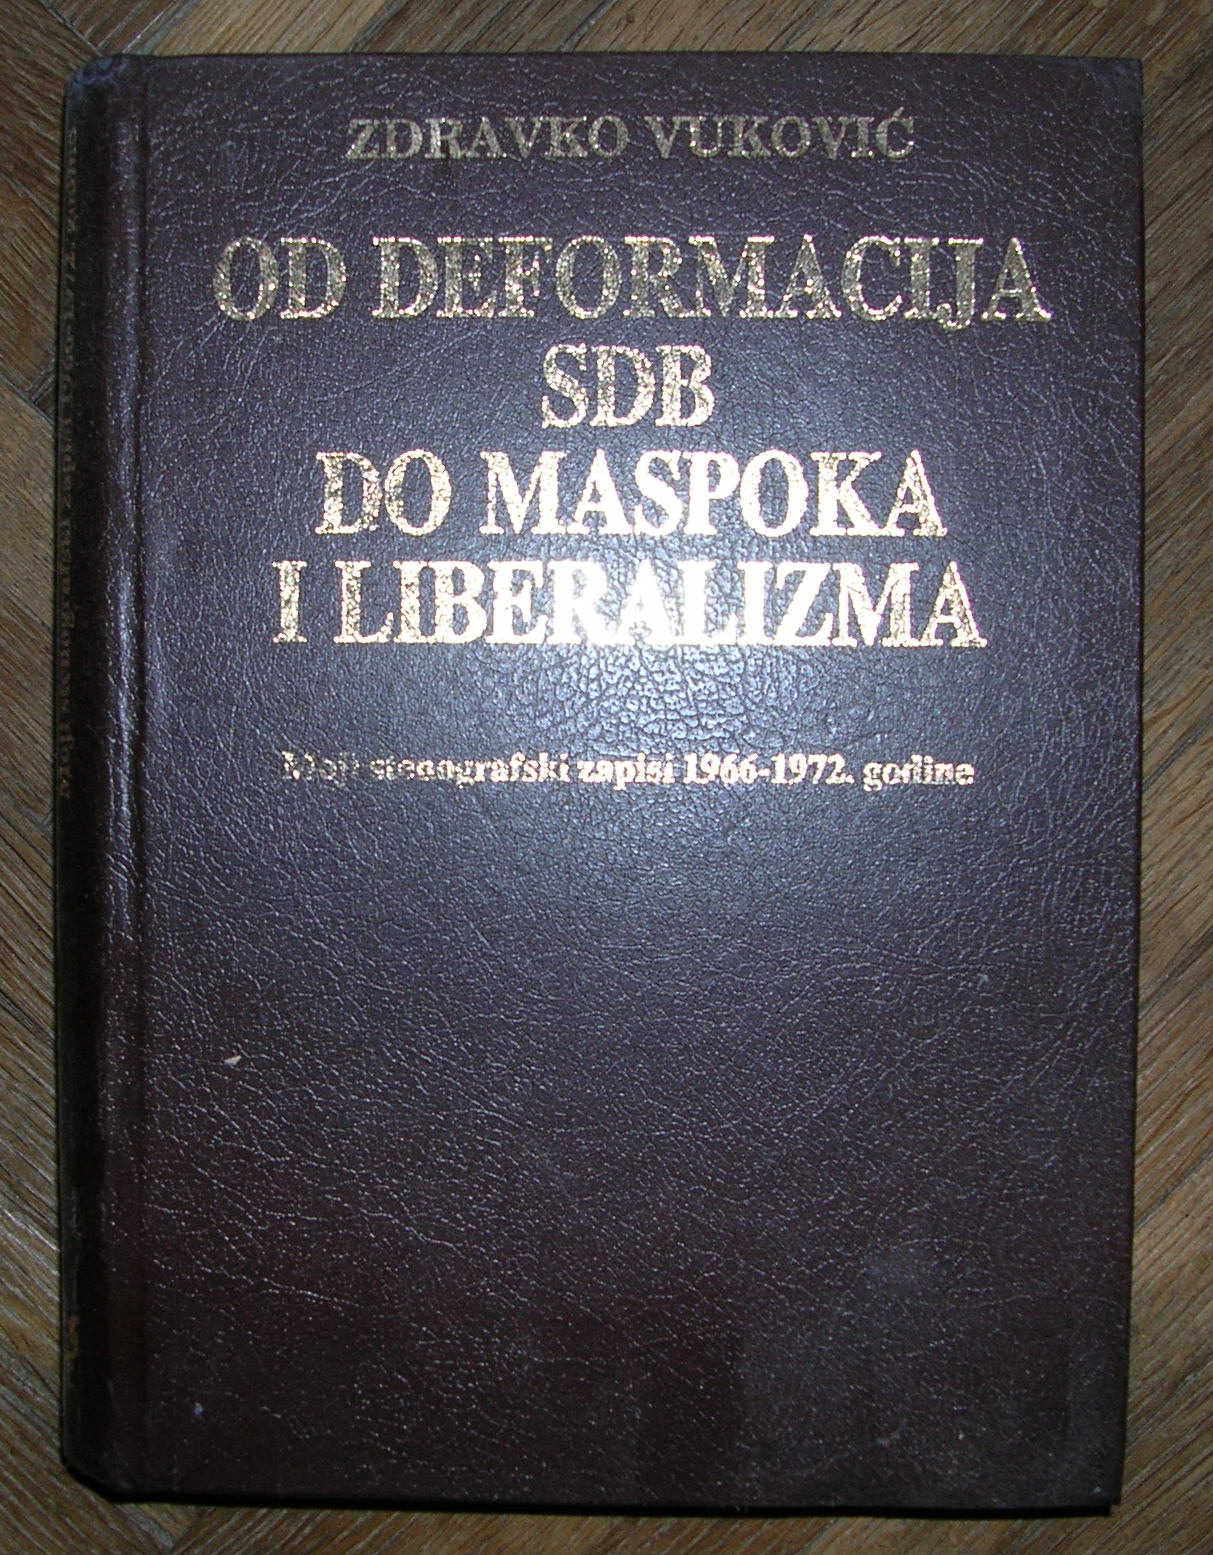 ZDRAVKO VUKOVIĆ
OD DEFORMACIJA
SDB
DO MASPOKA
I LIBERALIZMA
Moji stenografski zapisi 1966-1972. godine